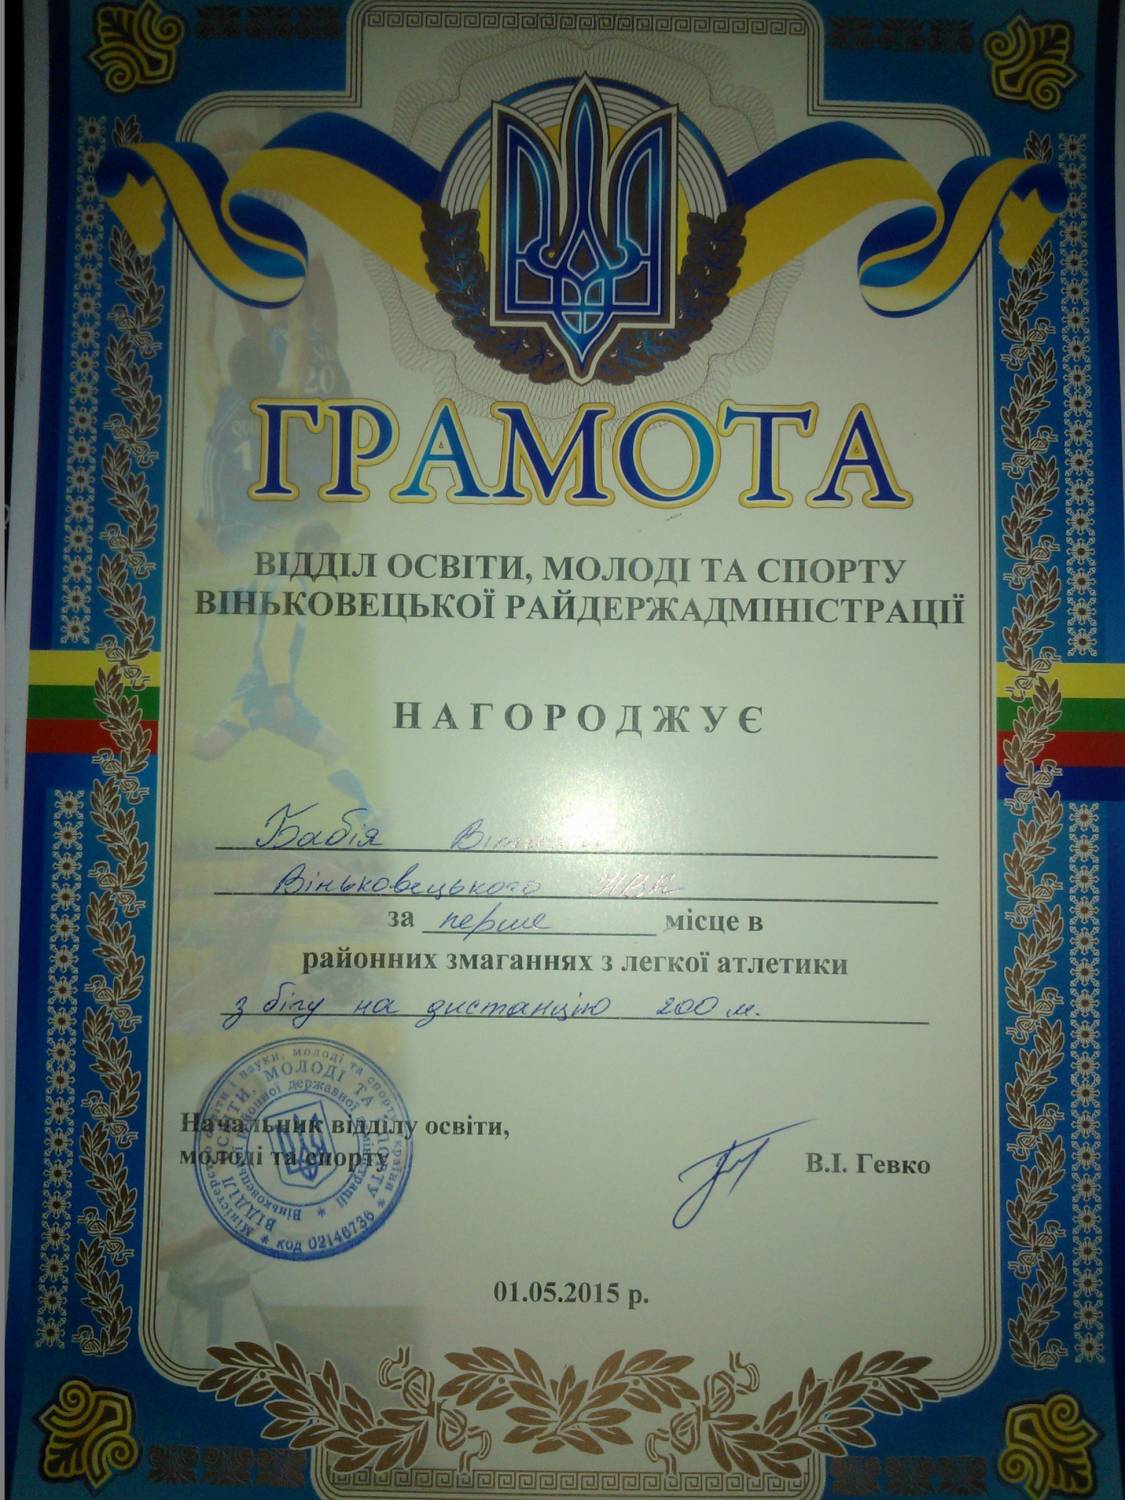 ГРАМОТА
ВІДДІЛ ОСВІТИ, МОЛОДІ ТА СПОРТУ
ВІНЬКОВЕЦЬКОЇ РАЙДЕРЖАДМІНІСТРАЦІЇ
НАГОРОДЖУЄ
Бабія
Віньковецького НВК
за перше місце в
районних змаганнях з легкої атлетики
з бігу на дистанцію 200 м.
Начальник відділу освіти,
молоді та спорту
В.І. Гевко
код 02146736
01.05.2015 р.